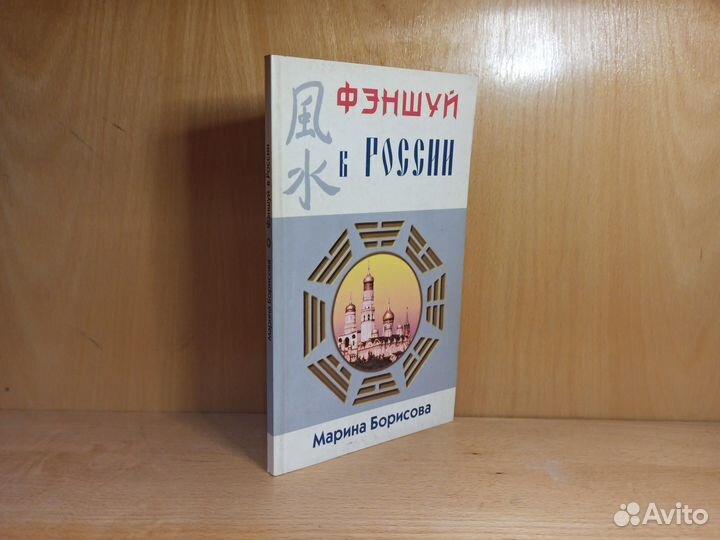 風水
ФЭНШУЙ
в РОССИИ
Марина Борисова
Марина Борисова Фэншуй в России
Avito